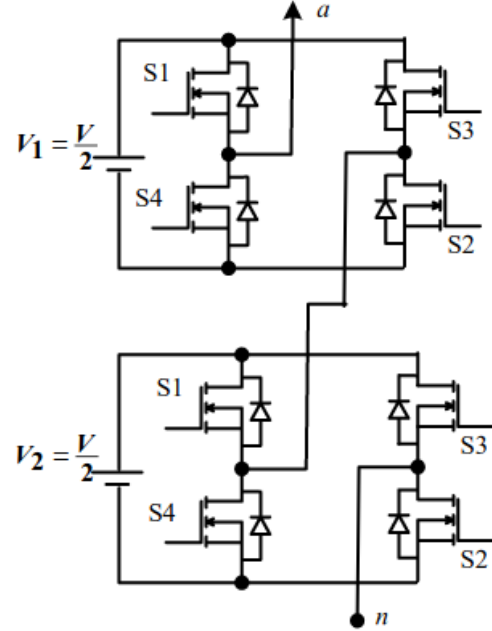 a
S1
S3
V₁ = V/2
S4
S2
S1
S3
V₂ = V/2
S4
S2
n